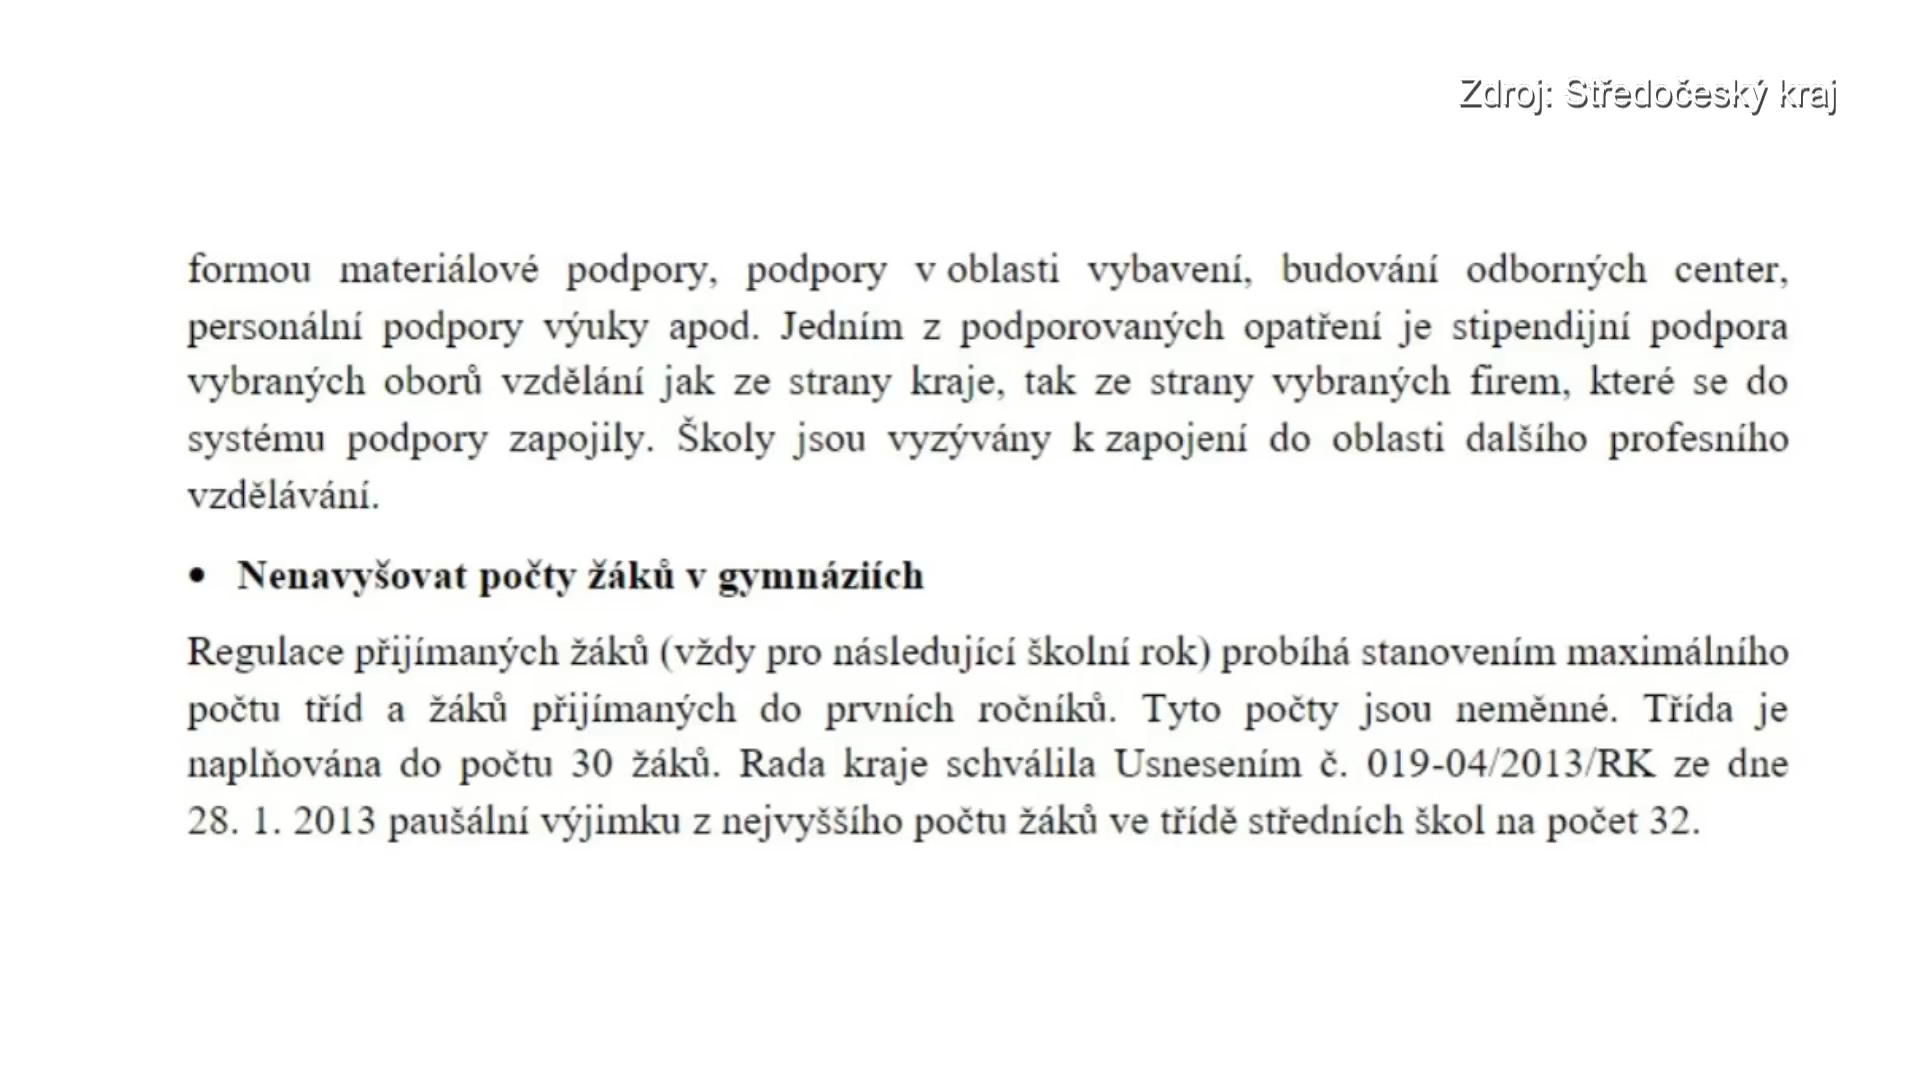 Zdroj: Středočeský kraj
formou materiálové podpory, podpory v oblasti vybavení, budování odborných center,
personální podpory výuky apod. Jedním z podporovaných opatření je stipendijní podpora
vybraných oborů vzdělání jak ze strany kraje, tak ze strany vybraných firem, které se do
systému podpory zapojily. Školy jsou vyzývány k zapojení do oblasti dalšího profesního
vzdělávání.
• Nenavyšovat počty žáků v gymnáziích
Regulace přijímaných žáků (vždy pro následující školní rok) probíhá stanovením maximálního
počtu tříd a žáků přijímaných do prvních ročníků. Tyto počty jsou neměnné. Třída je
naplňována do počtu 30 žáků. Rada kraje schválila Usnesením č. 019-04/2013/RK ze dne
28. 1. 2013 paušální výjimku z nejvyššího počtu žáků ve třídě středních škol na počet 32.